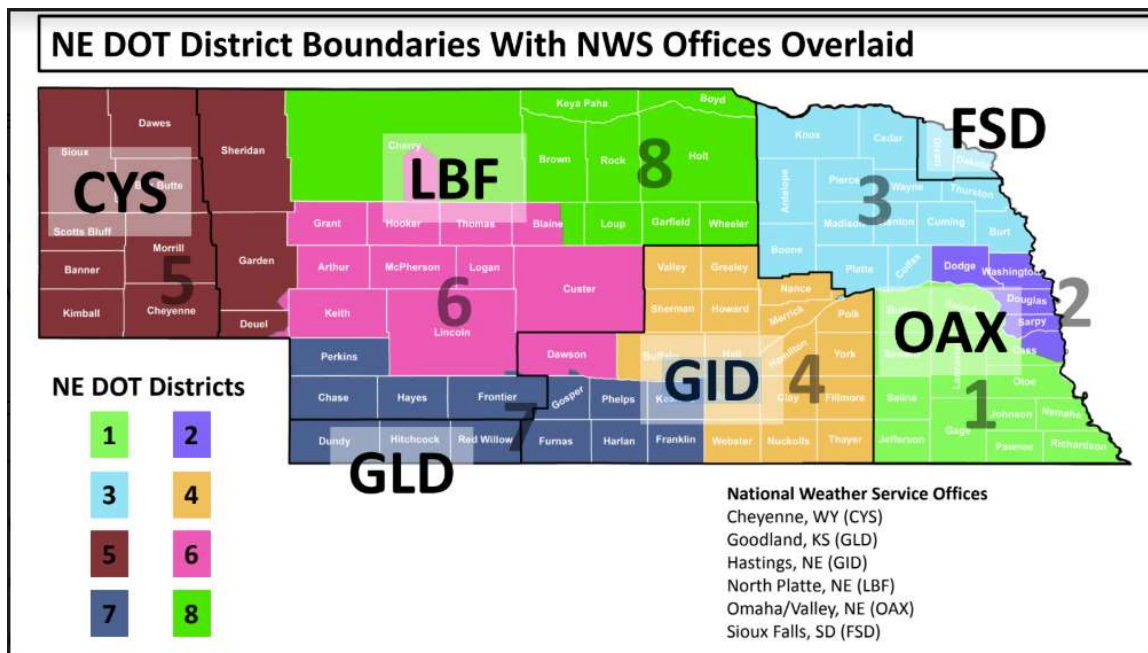 NE DOT District Boundaries With NWS Offices Overlaid
Keya Paha
Boyd
Dawes
Sioux
Sheridan
Cherry
Knox
Cedar
FSD
Dakota
CYS
LBF
Brown
Rock
Holt
8
Antelope
Pierce
Wayne
Thurston
3
Scotts Bluff
Morrill
Grant
Hooker
Thomas
Blaine
Loup
Garfield
Wheeler
Madison
Cuming
Burt
Banner
5
Garden
Arthur
McPherson
Logan
Custer
Valley
Greeley
Boone
Platte
Colfax
Dodge
Washington
Kimball
Cheyenne
Deuel
Keith
6
Lincoln
Sherman
Howard
Nance
Merrick
Polk
Douglas
Sarpy
2
Perkins
Dawson
Hamilton
York
OAX
Cass
Otoe
Chase
Hayes
Frontier
Gosper
Phelps
GID
4
Clay
Fillmore
Saline
1
Johnson
Nemaha
Dundy
Hitchcock
Red Willow
7
Furnas
Harlan
Franklin
Webster
Nuckolls
Thayer
Jefferson
Gage
Pawnee
Richardson
GLD
NE DOT Districts
1 2
3 4
5 6
7 8
National Weather Service Offices
Cheyenne, WY (CYS)
Goodland, KS (GLD)
Hastings, NE (GID)
North Platte, NE (LBF)
Omaha/Valley, NE (OAX)
Sioux Falls, SD (FSD)